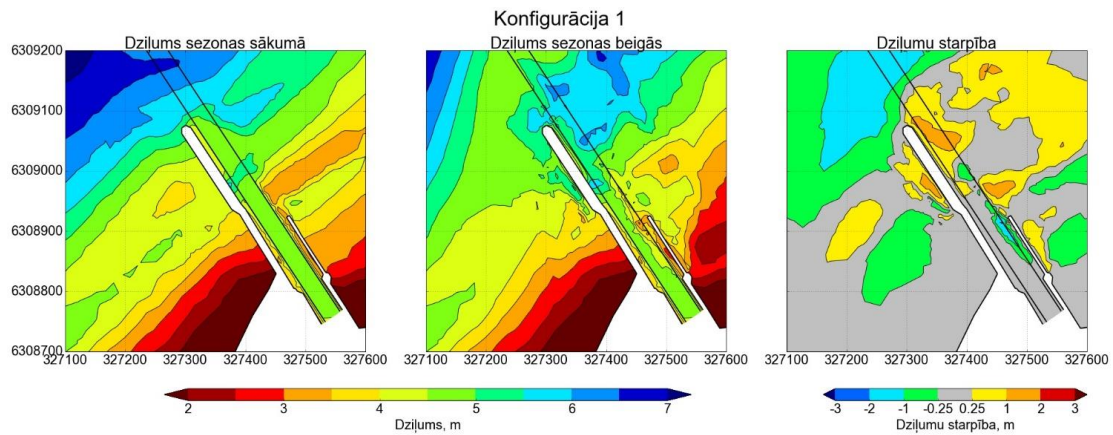 Konfigurācija 1
Dziļums sezonas sākumā
Dziļums sezonas beigās
Dziļumu starpība
6309200
6309100
6309000
6308900
6308800
6308700
327100 327200 327300 327400 327500 327600
327100 327200 327300 327400 327500 327600
327100 327200 327300 327400 327500 327600
2 3 4 5 6 7
Dziļums, m
-3 -2 -1 -0.25 0.25 1 2 3
Dziļumu starpība, m